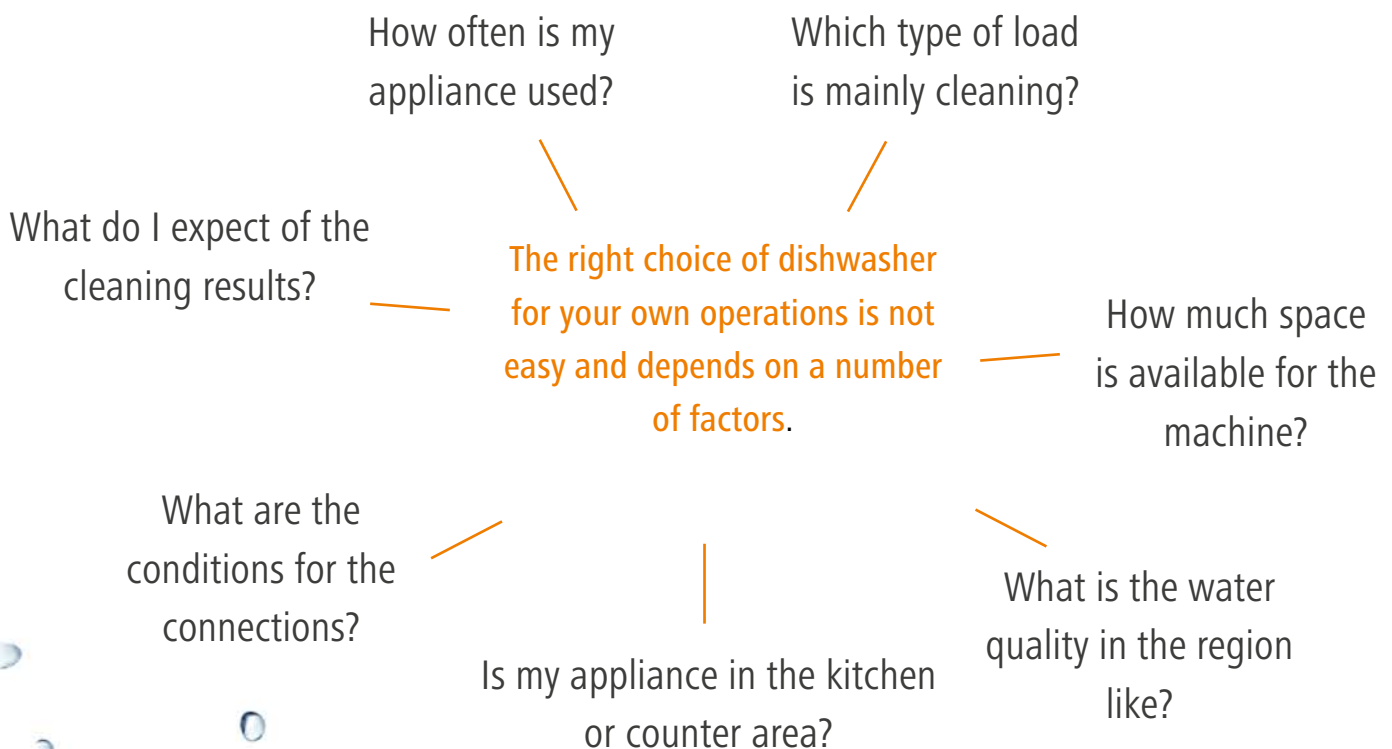 How often is my
appliance used?
Which type of load
is mainly cleaning?
What do I expect of the
cleaning results?
The right choice of dishwasher
for your own operations is not
easy and depends on a number
of factors.
How much space
is available for the
machine?
What are the
conditions for the
connections?
What is the water
quality in the region
like?
Is my appliance in the kitchen
or counter area?